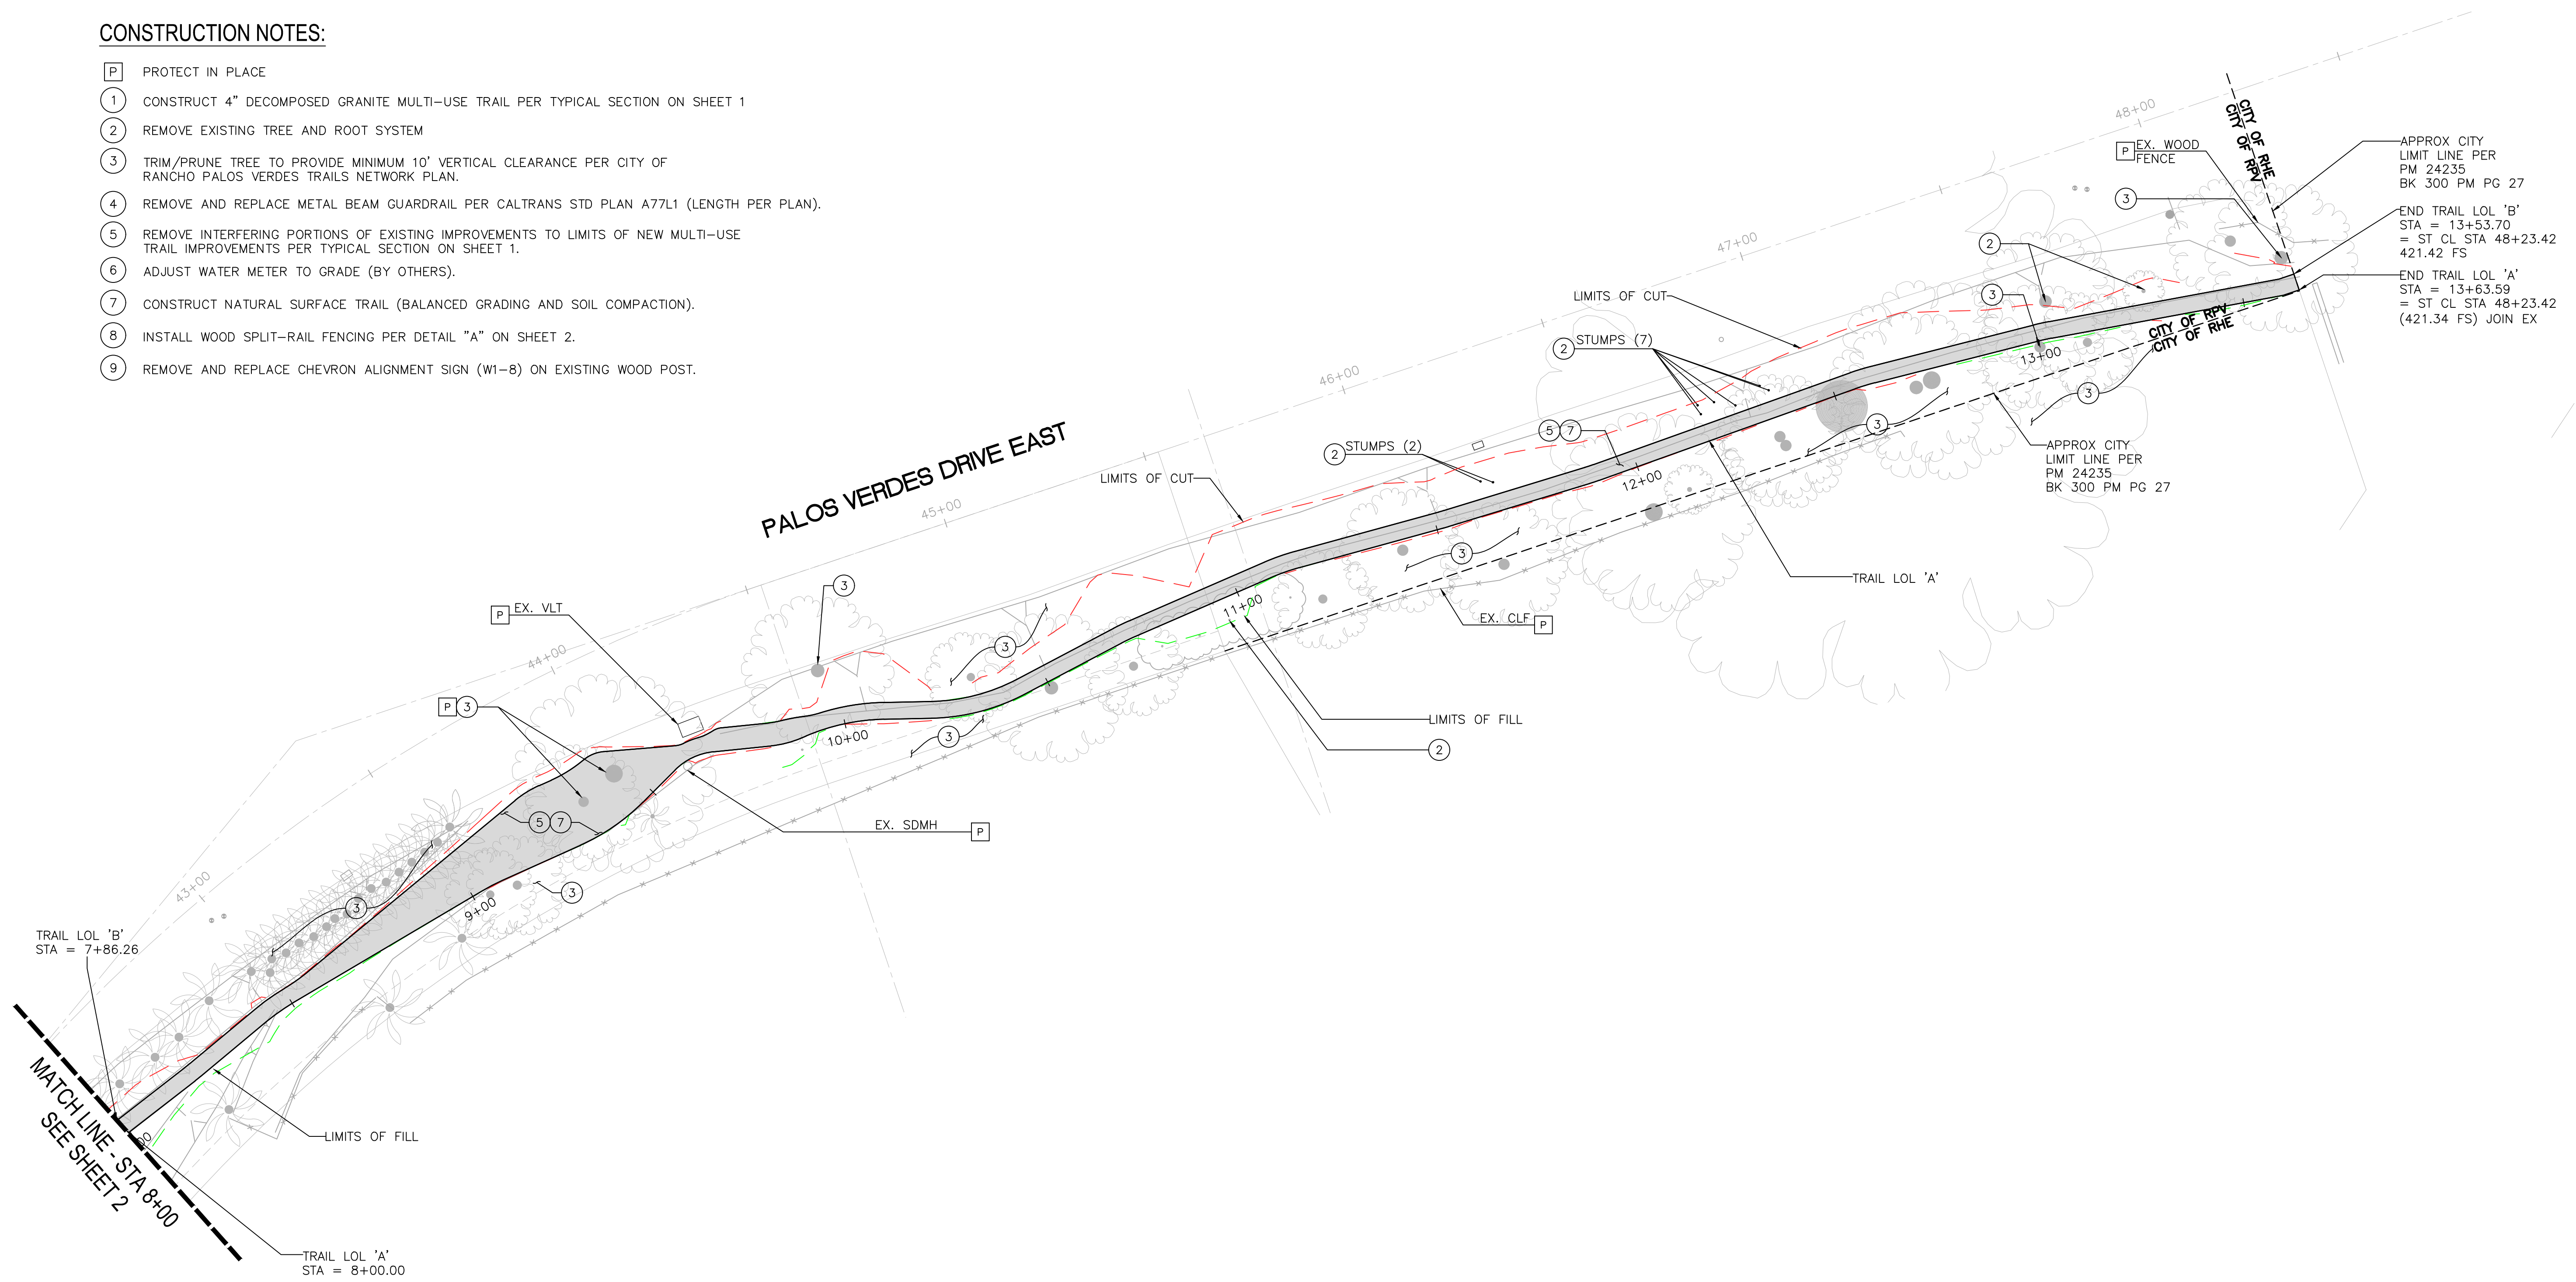 CONSTRUCTION NOTES:
P PROTECT IN PLACE
1 CONSTRUCT 4" DECOMPOSED GRANITE MULTI-USE TRAIL PER TYPICAL SECTION ON SHEET 1
2 REMOVE EXISTING TREE AND ROOT SYSTEM
3 TRIM/PRUNE TREE TO PROVIDE MINIMUM 10' VERTICAL CLEARANCE PER CITY OF
RANCHO PALOS VERDES TRAILS NETWORK PLAN.
4 REMOVE AND REPLACE METAL BEAM GUARDRAIL PER CALTRANS STD PLAN A77L1 (LENGTH PER PLAN).
5 REMOVE INTERFERING PORTIONS OF EXISTING IMPROVEMENTS TO LIMITS OF NEW MULTI-USE
TRAIL IMPROVEMENTS PER TYPICAL SECTION ON SHEET 1.
6 ADJUST WATER METER TO GRADE (BY OTHERS).
7 CONSTRUCT NATURAL SURFACE TRAIL (BALANCED GRADING AND SOIL COMPACTION).
8 INSTALL WOOD SPLIT-RAIL FENCING PER DETAIL "A" ON SHEET 2.
9 REMOVE AND REPLACE CHEVRON ALIGNMENT SIGN (W1-8) ON EXISTING WOOD POST.
48+00
CITY OF RHE
CITY OF RPV
P EX. WOOD
FENCE
APPROX CITY
LIMIT LINE PER
PM 24235
BK 300 PM PG 27
3
END TRAIL LOL 'B'
STA = 13+53.70
= ST CL STA 48+23.42
421.42 FS
END TRAIL LOL 'A'
STA = 13+63.59
= ST CL STA 48+23.42
(421.34 FS) JOIN EX
47+00
2
3
LIMITS OF CUT
CITY OF RPV
CITY OF RHE
13+00
2 STUMPS (7)
46+00
3
3
5 7
PALOS VERDES DRIVE EAST
2 STUMPS (2)
APPROX CITY
LIMIT LINE PER
PM 24235
BK 300 PM PG 27
LIMITS OF CUT
12+00
45+00
3
TRAIL LOL 'A'
3
11+00
P EX. VLT
EX. CLF P
3
44+00
P 3
LIMITS OF FILL
10+00
3
2
5 7
EX. SDMH P
43+00
3
3
9+00
TRAIL LOL 'B'
STA = 7+86.26
LIMITS OF FILL
00
MATCH LINE - STA 8+00
SEE SHEET 2
TRAIL LOL 'A'
STA = 8+00.00